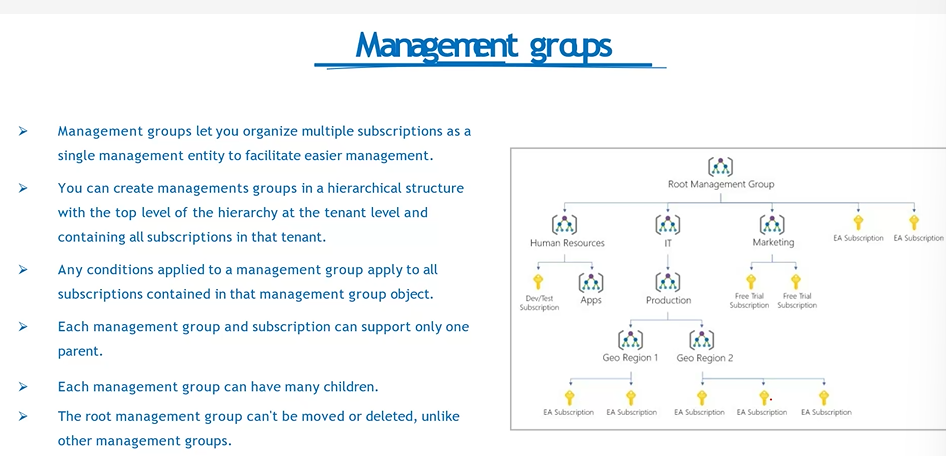 Management groups
Management groups let you organize multiple subscriptions as a
single management entity to facilitate easier management.
You can create managements groups in a hierarchical structure
with the top level of the hierarchy at the tenant level and
containing all subscriptions in that tenant.
Any conditions applied to a management group apply to all
subscriptions contained in that management group object.
Each management group and subscription can support only one
parent.
Each management group can have many children.
The root management group can't be moved or deleted, unlike
other management groups.
Root Management Group
Human Resources
IT
Marketing
EA Subscription
EA Subscription
Dev/Test
Subscription
Apps
Production
Free Trial
Subscription
Free Trial
Subscription
Geo Region 1
Geo Region 2
EA Subscription
EA Subscription
EA Subscription
EA Subscription
EA Subscription